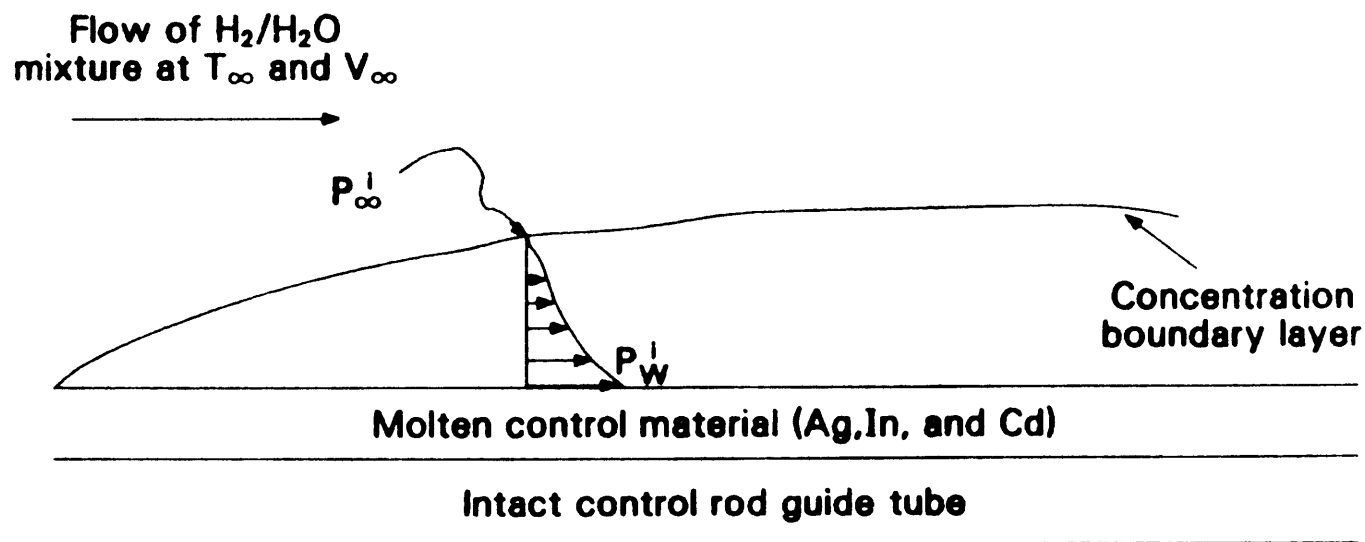 Flow of H₂/H₂O
mixture at T∞ and V∞
P∞ⁱ
Pwⁱ
Concentration
boundary layer
Molten control material (Ag,In, and Cd)
Intact control rod guide tube